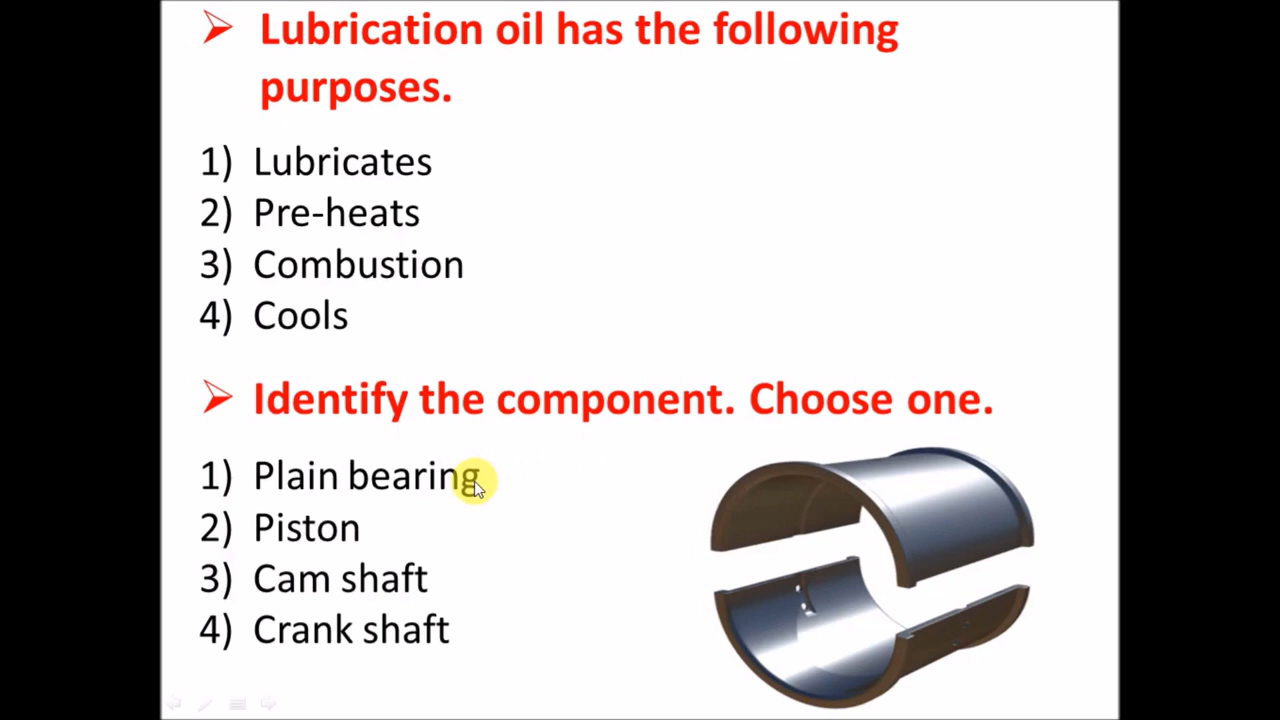 Lubrication oil has the following
purposes.
1) Lubricates
2) Pre-heats
3) Combustion
4) Cools
Identify the component. Choose one.
1) Plain bearing
2) Piston
3) Cam shaft
4) Crank shaft